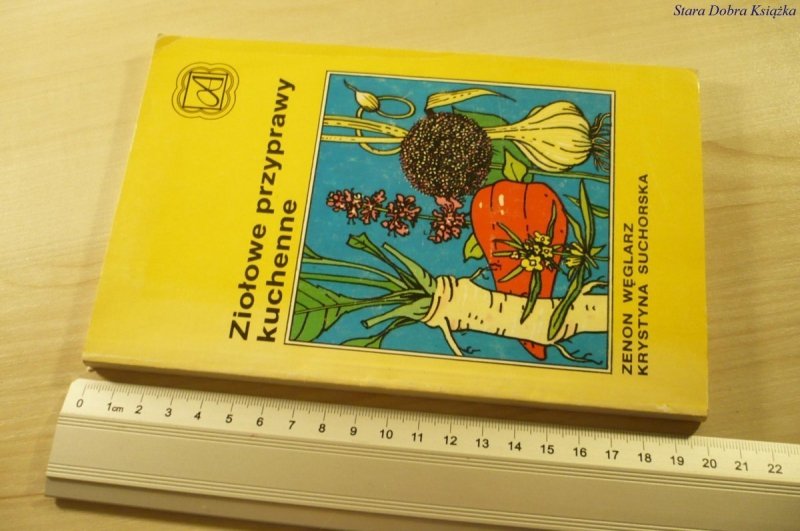 Stara Dobra Książka
Ziołowe przyprawy
kuchenne
ZENON WĘGLARZ
KRYSTYNA SUCHORSKA
0 1cm 2 3 4 5 6 7 8 9 10 11 12 13 14 15 16 17 18 19 20 21 22